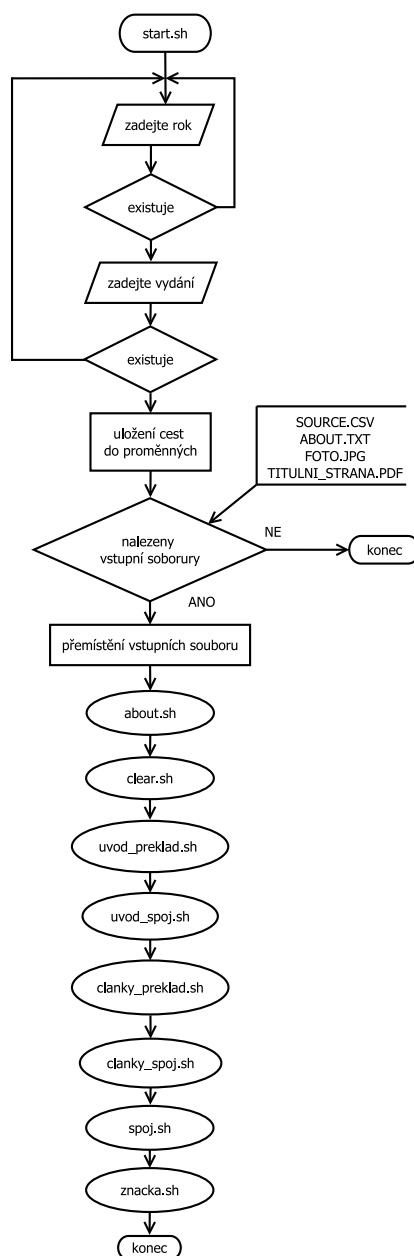 start.sh
zadejte rok
existuje
zadejte vydání
existuje
uložení cest
do proměnných
SOURCE.CSV
ABOUT.TXT
FOTO.JPG
TITULNI_STRANA.PDF
nalezeny
vstupní soborury
NE
konec
ANO
přemístění vstupních souboru
about.sh
clear.sh
uvod_preklad.sh
uvod_spoj.sh
clanky_preklad.sh
clanky_spoj.sh
spoj.sh
znacka.sh
konec